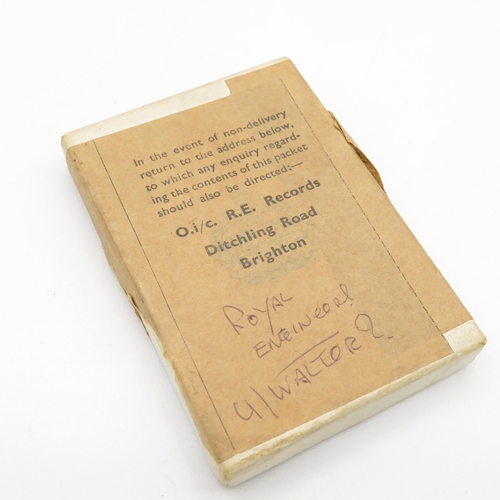 In the event of non-delivery
return to the address below,
to which any enquiry regard-
ing the contents of this packet
should also be directed:—
O.i/c. R.E. Records
Ditchling Road
Brighton
ROYAL
ENGINEERS
U/WALTOR?